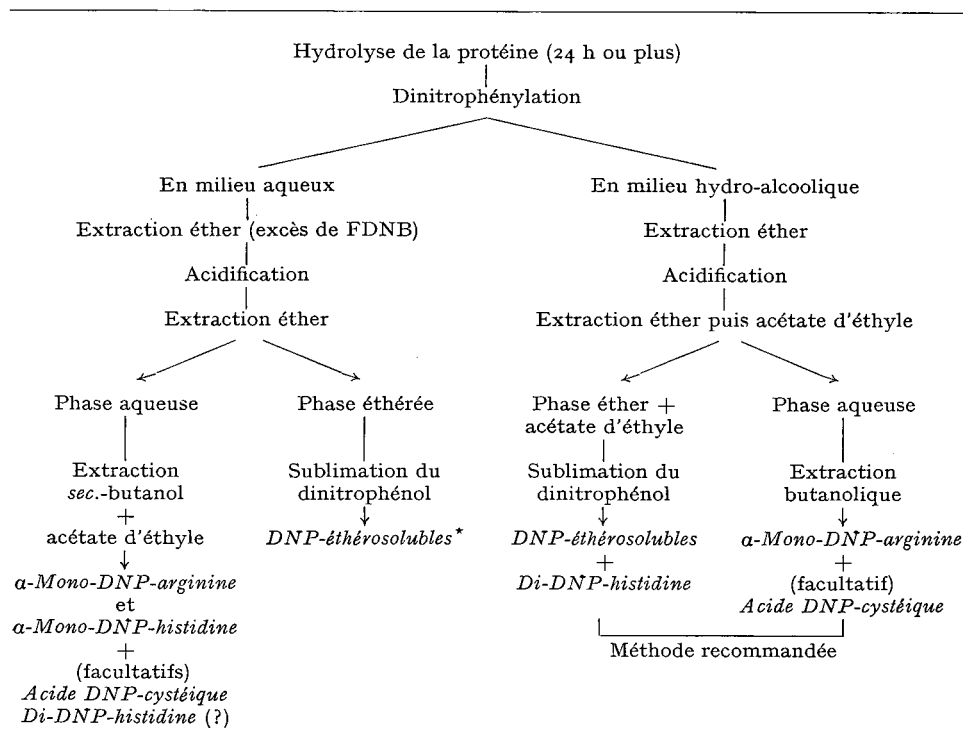 Hydrolyse de la protéine (24 h ou plus)
Dinitrophénylation
En milieu aqueux
Extraction éther (excès de FDNB)
Acidification
Extraction éther
Phase aqueuse
Extraction
sec.-butanol
+
acétate d'éthyle
α-Mono-DNP-arginine
et
α-Mono-DNP-histidine
+
(facultatifs)
Acide DNP-cystéique
Di-DNP-histidine (?)
Phase éthérée
Sublimation du
dinitrophénol
DNP-éthérosolubles*
En milieu hydro-alcoolique
Extraction éther
Acidification
Extraction éther puis acétate d'éthyle
Phase éther +
acétate d'éthyle
Sublimation du
dinitrophénol
DNP-éthérosolubles
+
Di-DNP-histidine
Phase aqueuse
Extraction
butanolique
α-Mono-DNP-arginine
+
(facultatif)
Acide DNP-cystéique
Méthode recommandée